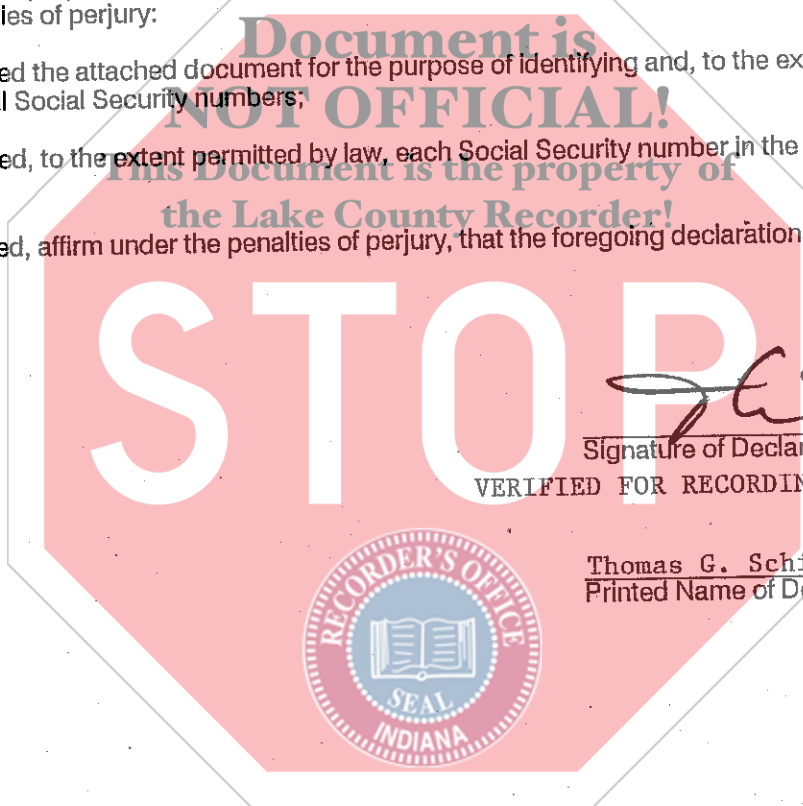 ies of perjury:
Document is
ed the attached document for the purpose of identifying and, to the ex
l Social Security numbers;
NOT OFFICIAL!
ed, to the extent permitted by law, each Social Security number in the
This Document is the property of
the Lake County Recorder!
ed, affirm under the penalties of perjury, that the foregoing declaration
STOP
Signature of Declar
VERIFIED FOR RECORDIN
Thomas G. Schi
Printed Name of De
RECORDER'S OFFICE
SEAL
INDIANA